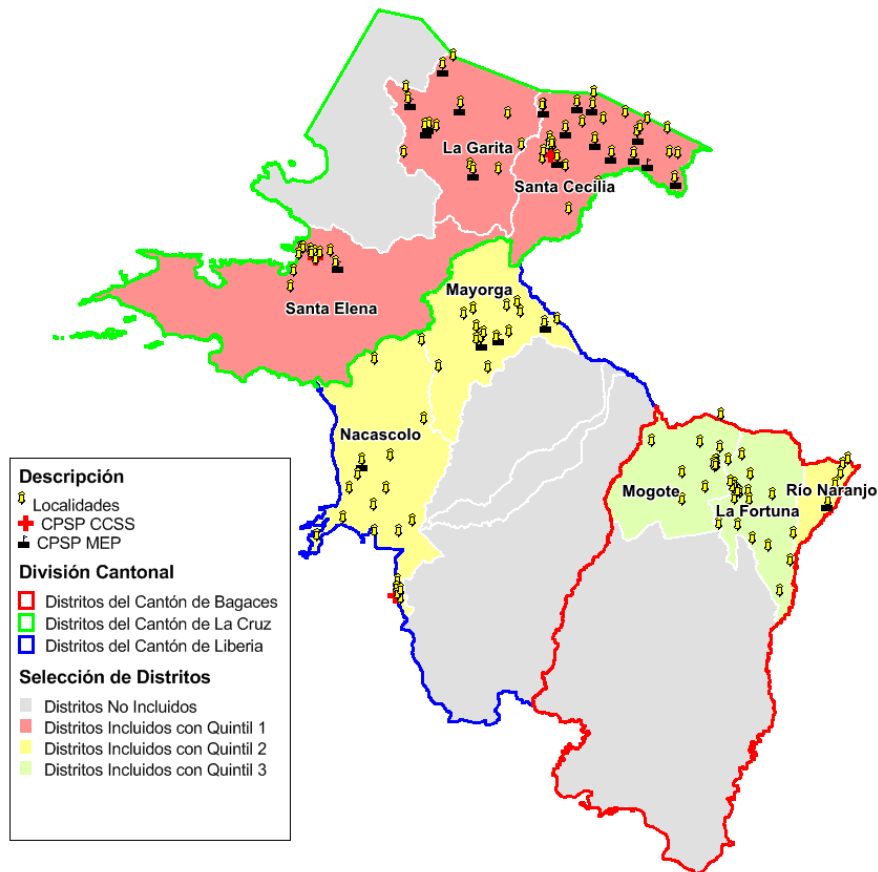 La Garita
Santa Cecilia
Santa Elena
Mayorga
Nacascolo
Mogote
Río Naranjo
La Fortuna
Descripción
Localidades
CPSP CCSS
CPSP MEP
División Cantonal
Distritos del Cantón de Bagaces
Distritos del Cantón de La Cruz
Distritos del Cantón de Liberia
Selección de Distritos
Distritos No Incluidos
Distritos Incluidos con Quintil 1
Distritos Incluidos con Quintil 2
Distritos Incluidos con Quintil 3